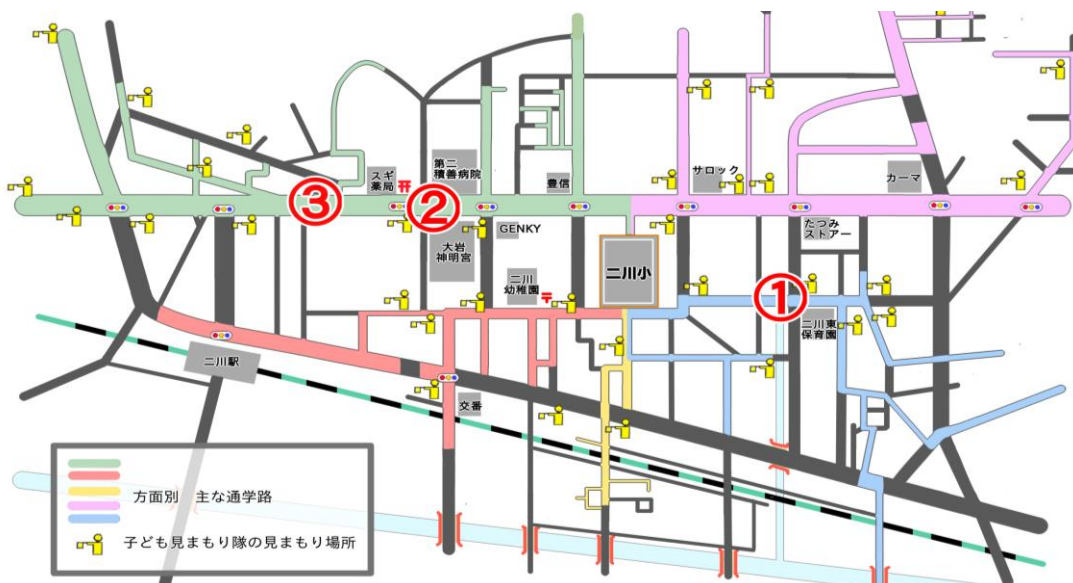 スギ
薬局
第二
積善病院
豊信
サロック
カーマ
③
②
GENKY
たつみ
ストアー
大岩
神明宮
二川
幼稚園
二川小
①
二川東
保育園
二川駅
交番
方面別 主な通学路
子ども見まもり隊の見まもり場所